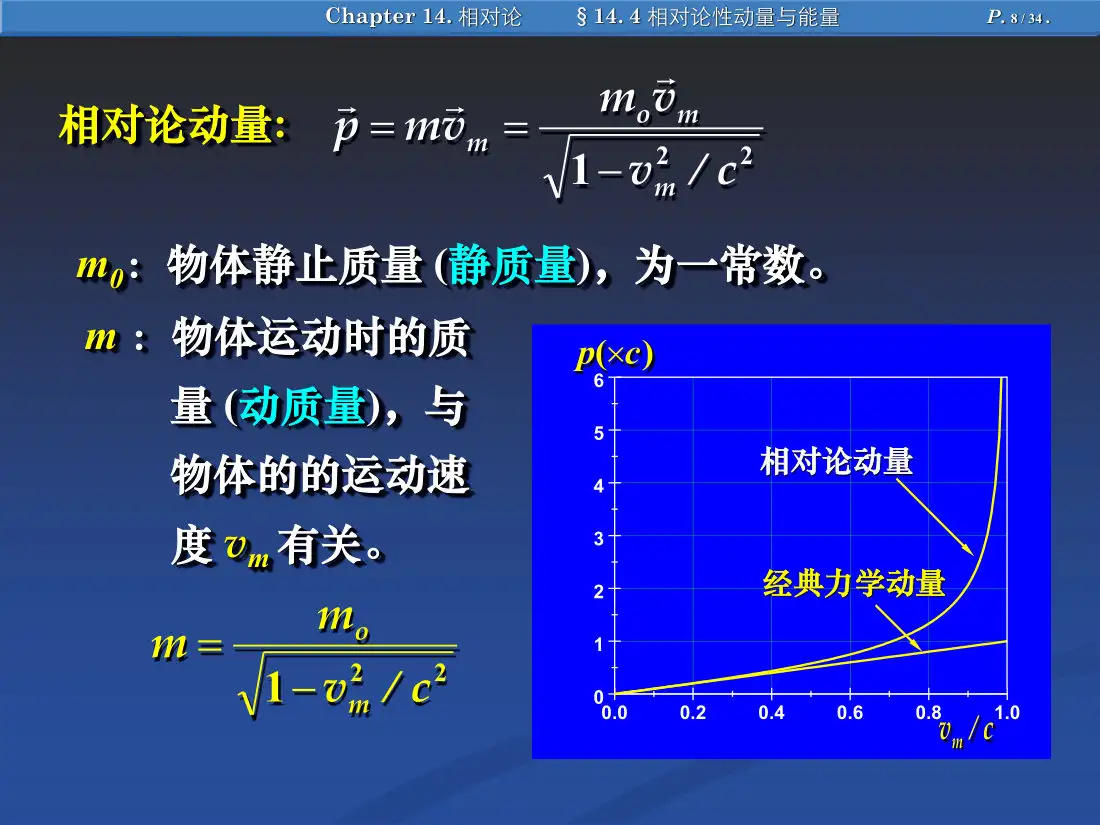 Chapter 14. 相对论 §14. 4 相对论性动量与能量 P. 8 / 34 .
相对论动量: p⃗ = mv⃗ₘ = mₒv⃗ₘ / √(1 − vₘ² / c²)
m₀: 物体静止质量 (静质量)，为一常数。
m : 物体运动时的质
量 (动质量)，与
物体的的运动速
度 vₘ 有关。
m = mₒ / √(1 − vₘ² / c²)
p(×c)
6
5
相对论动量
4
3
经典力学动量
2
1
0
0.0 0.2 0.4 0.6 0.8 1.0
vₘ / c